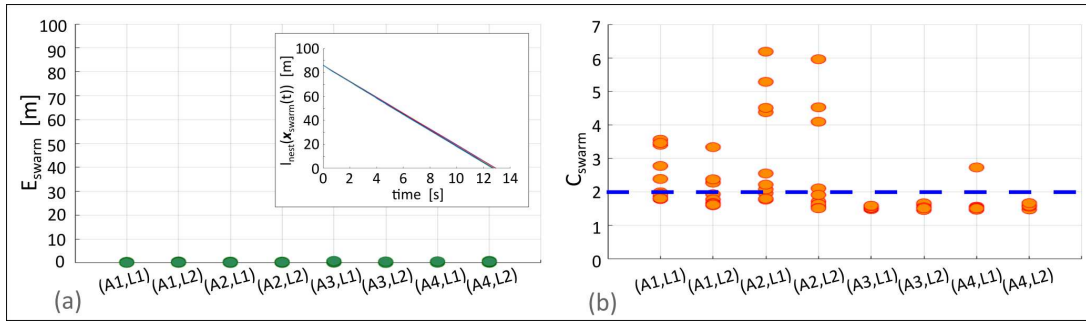 100
90
80
70
60
50
40
30
20
10
0
E_swarm [m]
(A1,L1) (A1,L2) (A2,L1) (A2,L2) (A3,L1) (A3,L2) (A4,L1) (A4,L2)
(a)
100
80
60
40
20
0
I_nest(x_swarm(t)) [m]
0 2 4 6 8 10 12 14
time [s]
7
6
5
4
3
2
1
0
C_swarm
(A1,L1) (A1,L2) (A2,L1) (A2,L2) (A3,L1) (A3,L2) (A4,L1) (A4,L2)
(b)